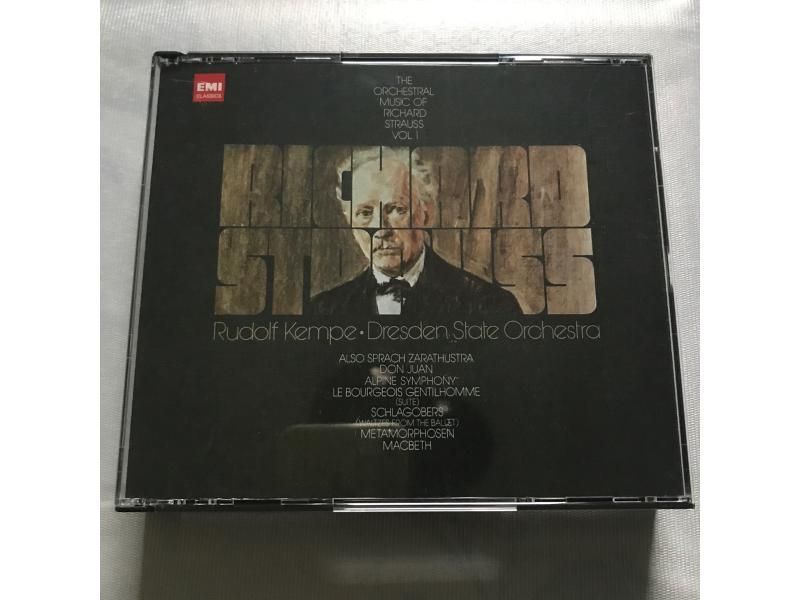 EMI
CLASSICS
THE
ORCHESTRAL
MUSIC OF
RICHARD
STRAUSS
VOL 1
RICHARD
STRAUSS
Rudolf Kempe • Dresden State Orchestra
ALSO SPRACH ZARATHUSTRA
DON JUAN
ALPINE SYMPHONY
LE BOURGEOIS GENTILHOMME
(SUITE)
SCHLAGOBERS
(WALTZES FROM THE BALLET)
METAMORPHOSEN
MACBETH